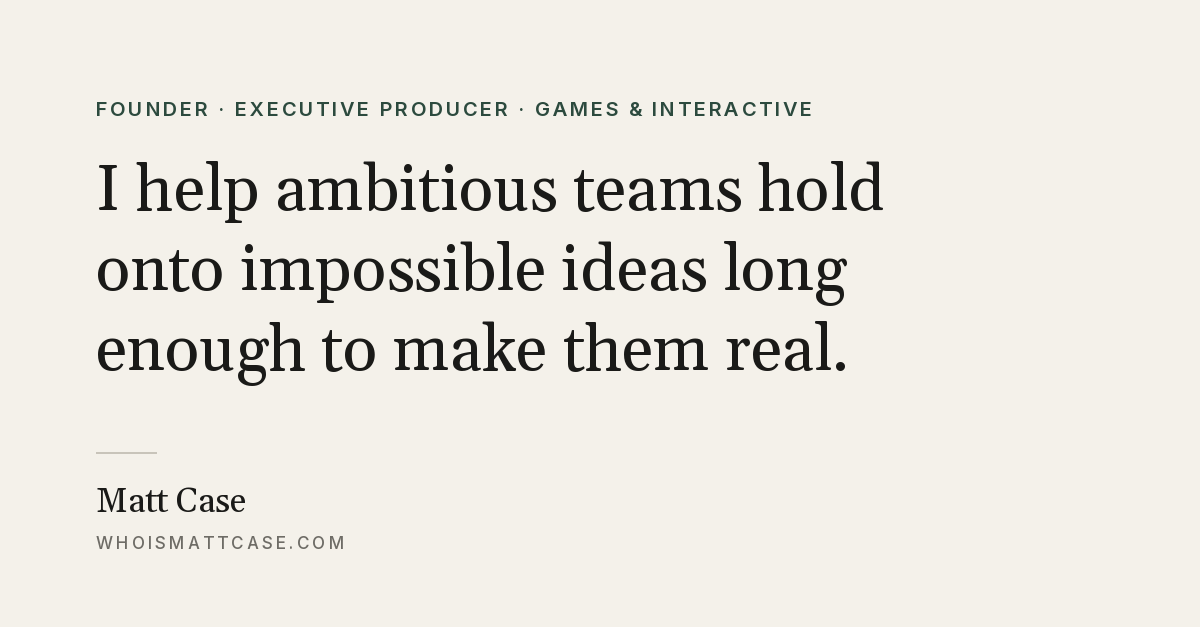 FOUNDER · EXECUTIVE PRODUCER · GAMES & INTERACTIVE
I help ambitious teams hold
onto impossible ideas long
enough to make them real.
Matt Case
WHOISMATTCASE.COM